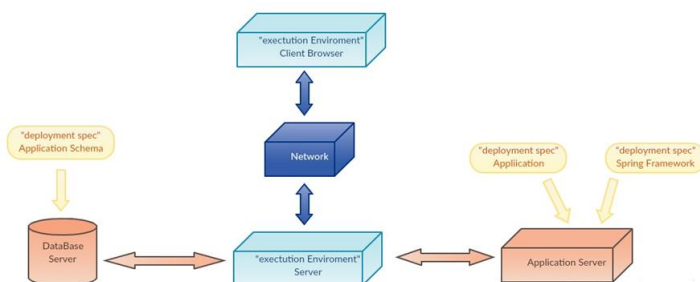 "exectution Enviroment"
Client Browser
Network
"deployment spec"
Application Schema
"deployment spec"
Appliication
"deployment spec"
Spring Framework
DataBase
Server
"exectution Enviroment"
Server
Application Server